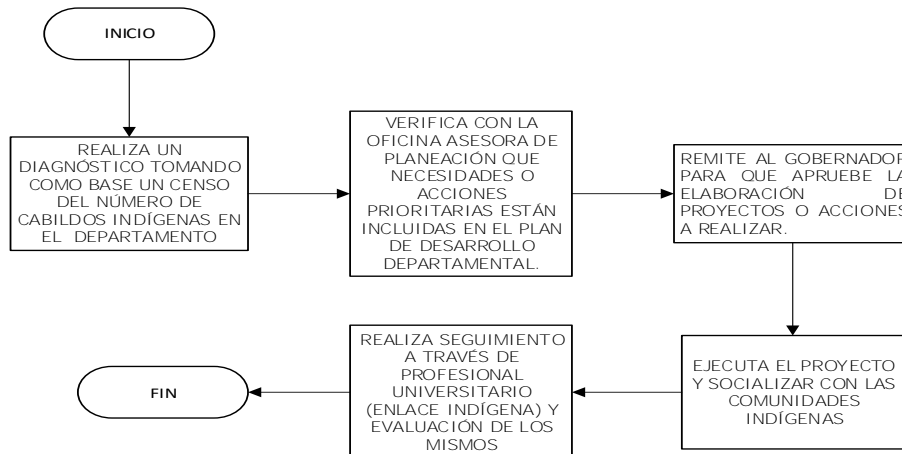 INICIO
REALIZA UN
DIAGNÓSTICO TOMANDO
COMO BASE UN CENSO
DEL NÚMERO DE
CABILDOS INDÍGENAS EN
EL DEPARTAMENTO
VERIFICA CON LA
OFICINA ASESORA DE
PLANEACIÓN QUE
NECESIDADES O
ACCIONES
PRIORITARIAS ESTÁN
INCLUIDAS EN EL PLAN
DE DESARROLLO
DEPARTAMENTAL.
REMITE AL GOBERNADOR
PARA QUE APRUEBE LA
ELABORACIÓN DE
PROYECTOS O ACCIONES
A REALIZAR.
EJECUTA EL PROYECTO
Y SOCIALIZAR CON LAS
COMUNIDADES
INDÍGENAS
REALIZA SEGUIMIENTO
A TRAVÉS DE
PROFESIONAL
UNIVERSITARIO
(ENLACE INDÍGENA) Y
EVALUACIÓN DE LOS
MISMOS
FIN